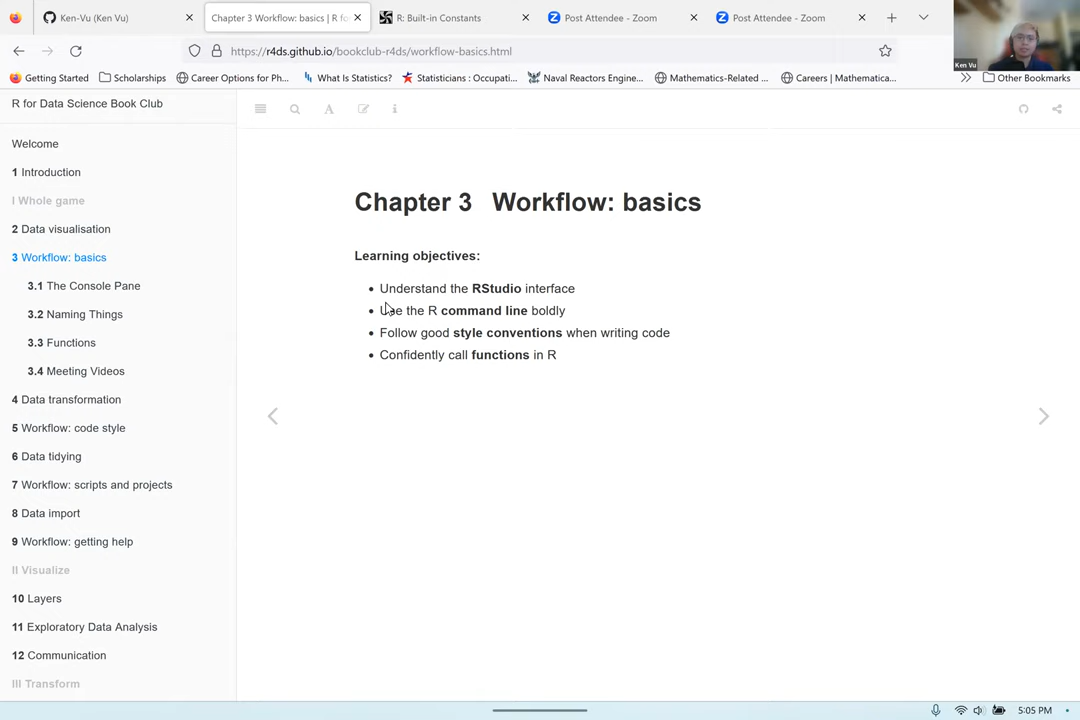 Ken-Vu (Ken Vu)
Chapter 3 Workflow: basics | R fo
R: Built-in Constants
Post Attendee - Zoom
Post Attendee - Zoom
https://r4ds.github.io/bookclub-r4ds/workflow-basics.html
Ken Vu
Getting Started
Scholarships
Career Options for Ph...
What Is Statistics?
Statisticians : Occupati...
Naval Reactors Engine...
Mathematics-Related ...
Careers | Mathematica...
Other Bookmarks
R for Data Science Book Club
Welcome
1 Introduction
I Whole game
2 Data visualisation
3 Workflow: basics
3.1 The Console Pane
3.2 Naming Things
3.3 Functions
3.4 Meeting Videos
4 Data transformation
5 Workflow: code style
6 Data tidying
7 Workflow: scripts and projects
8 Data import
9 Workflow: getting help
II Visualize
10 Layers
11 Exploratory Data Analysis
12 Communication
III Transform
Chapter 3 Workflow: basics
Learning objectives:
• Understand the RStudio interface
• Use the R command line boldly
• Follow good style conventions when writing code
• Confidently call functions in R
5:05 PM